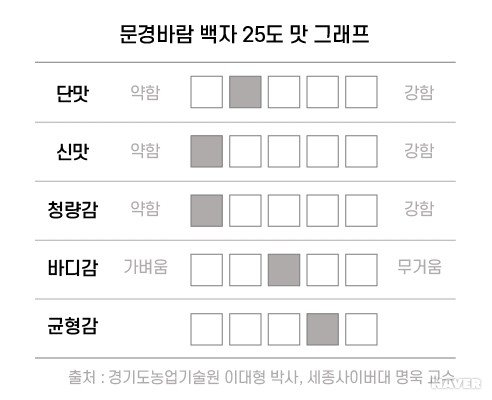 문경바람 백자 25도 맛 그래프
단맛 약함 강함
신맛 약함 강함
청량감 약함 강함
바디감 가벼움 무거움
균형감
출처 : 경기도농업기술원 이대형 박사, 세종사이버대 명욱 교수
NAVER